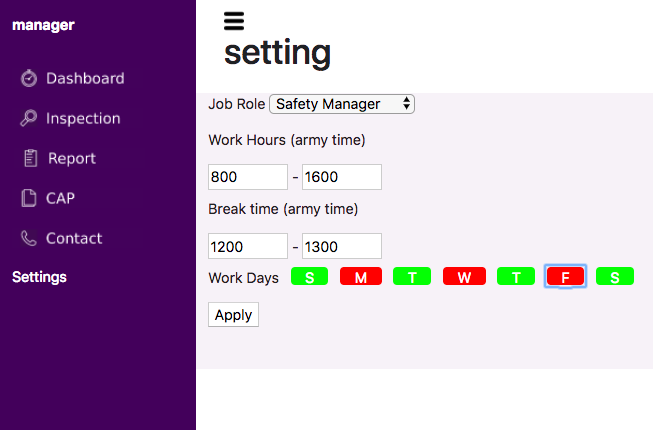 manager
Dashboard
Inspection
Report
CAP
Contact
Settings
setting
Job Role Safety Manager
Work Hours (army time)
800 - 1600
Break time (army time)
1200 - 1300
Work Days S M T W T F S
Apply